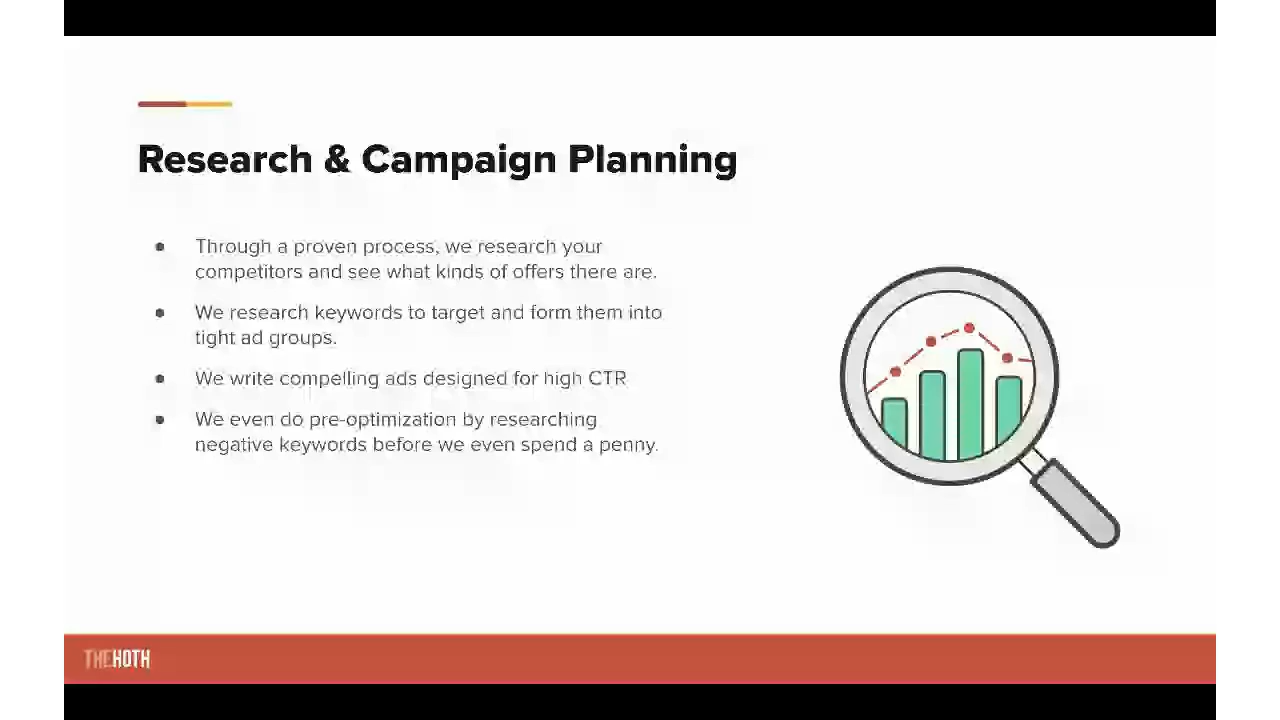 Research & Campaign Planning
● Through a proven process, we research your
competitors and see what kinds of offers there are.
● We research keywords to target and form them into
tight ad groups.
● We write compelling ads designed for high CTR
● We even do pre-optimization by researching
negative keywords before we even spend a penny.
THEHOTH